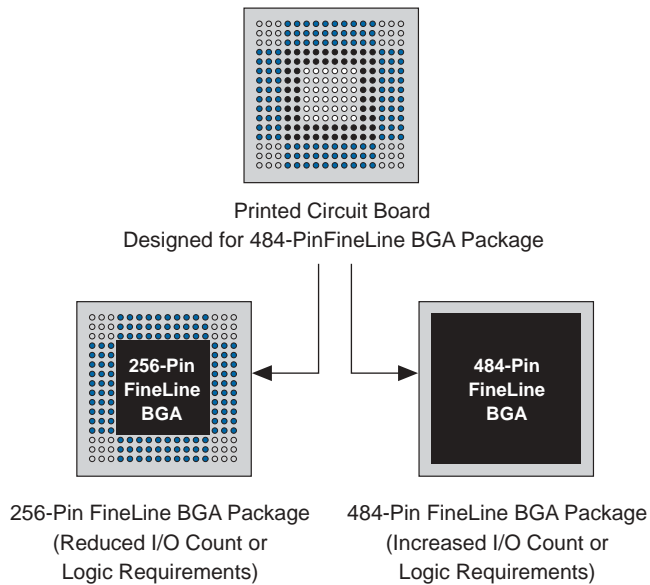 Printed Circuit Board
Designed for 484-PinFineLine BGA Package
256-Pin
FineLine
BGA
484-Pin
FineLine
BGA
256-Pin FineLine BGA Package
(Reduced I/O Count or
Logic Requirements)
484-Pin FineLine BGA Package
(Increased I/O Count or
Logic Requirements)